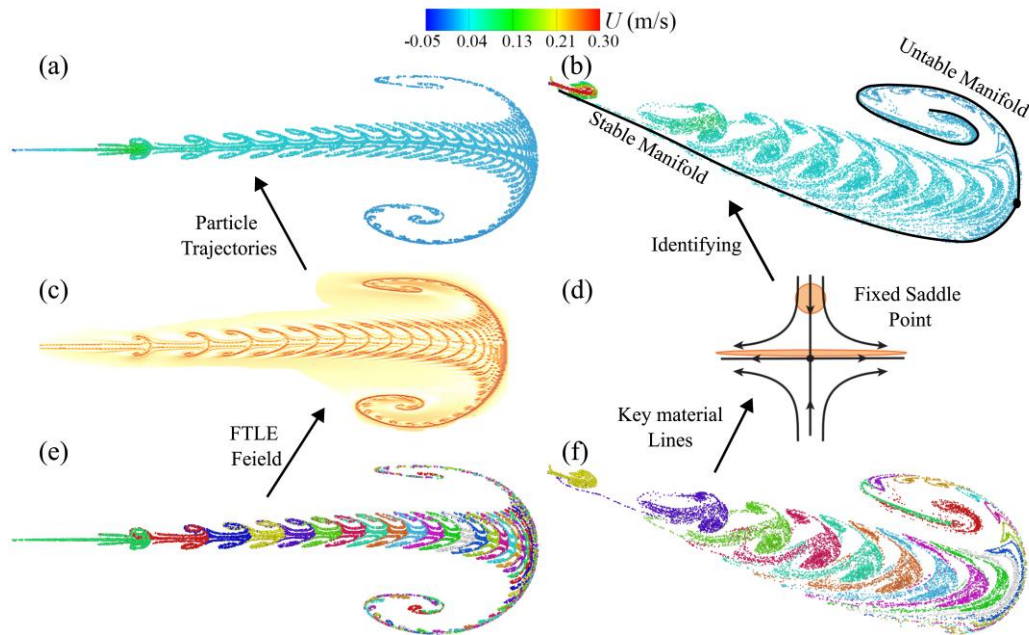 U (m/s)
-0.05 0.04 0.13 0.21 0.30
(a)
(b)
Untable Manifold
Stable Manifold
Particle
Trajectories
Identifying
(c)
(d)
Fixed Saddle
Point
Key material
Lines
FTLE
Feield
(e)
(f)